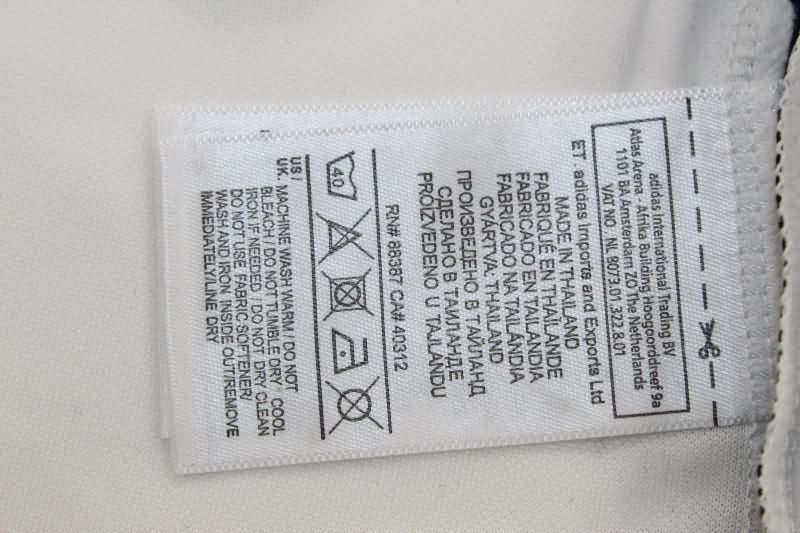 adidas International Trading BV
Atlas Arena - Afrika Building Hoogoorddreef 9a
1101 BA Amsterdam ZO The Netherlands
VAT NO. NL 8073.01.322.8.01
ET. adidas Imports and Exports Ltd
MADE IN THAILAND
FABRIQUÉ EN THAÏLANDE
FABRICADO EN TAILANDIA
FABRICADO NA TAILÂNDIA
GYÁRTVA: THAILAND
ПРОИЗВЕДЕНО В ТАЙЛАНД
СДЕЛАНО В ТАИЛАНДЕ
PROIZVEDENO U TAJLANDU
RN# 88387 CA# 40312
40
US /
UK. MACHINE WASH WARM / DO NOT
BLEACH / DO NOT TUMBLE DRY / COOL
IRON IF NEEDED / DO NOT DRY CLEAN
DO NOT USE FABRIC SOFTENER/
WASH AND IRON INSIDE OUT/REMOVE
IMMEDIATELY/LINE DRY